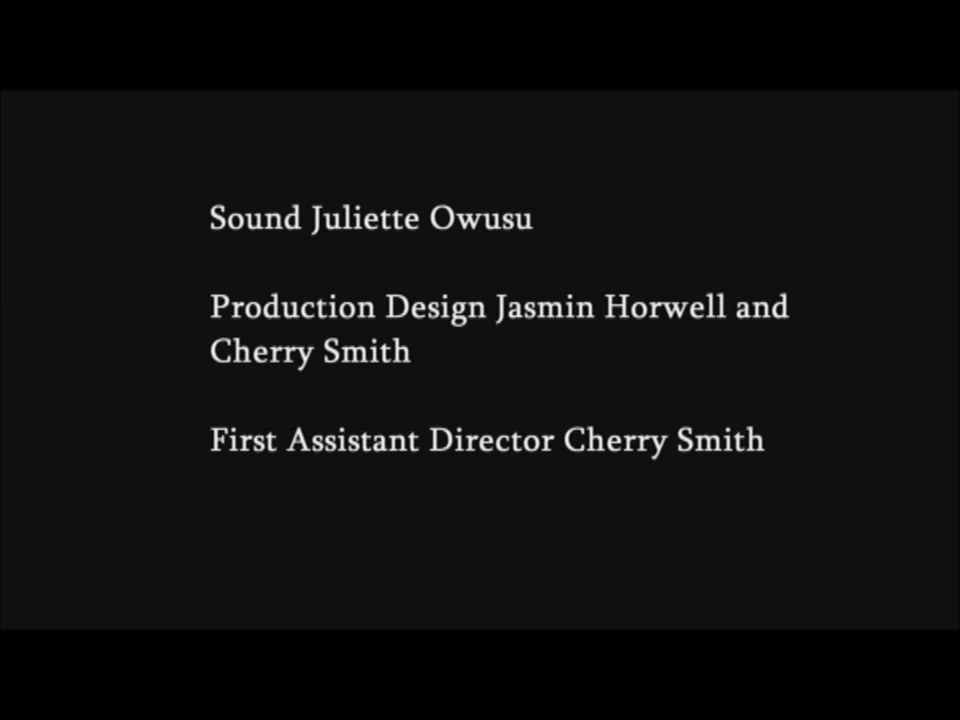 Sound Juliette Owusu
Production Design Jasmin Horwell and
Cherry Smith
First Assistant Director Cherry Smith